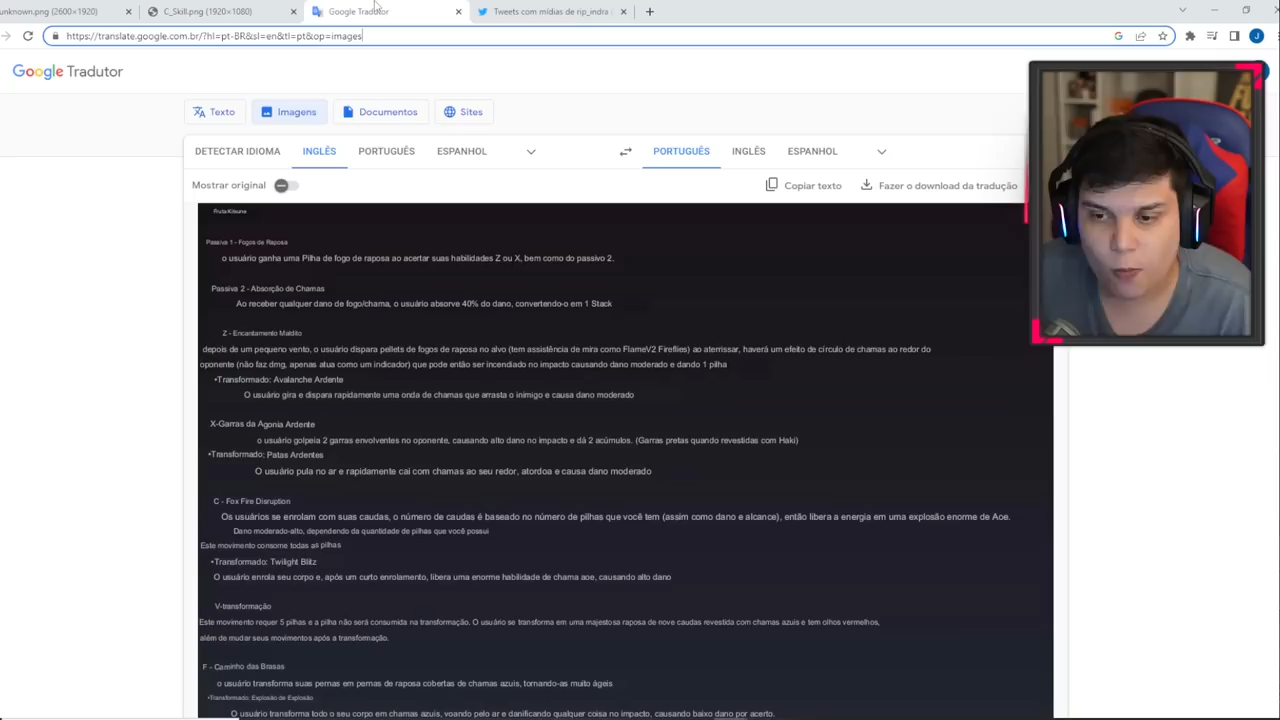 unknown.png (2600×1920)
C_Skill.png (1920×1080)
Google Tradutor
Tweets com mídias de rip_indra
https://translate.google.com.br/?hl=pt-BR&sl=en&tl=pt&op=images
G
J
Google Tradutor
Texto
Imagens
Documentos
Sites
DETECTAR IDIOMA
INGLÊS
PORTUGUÊS
ESPANHOL
PORTUGUÊS
INGLÊS
ESPANHOL
Mostrar original
Copiar texto
Fazer o download da tradução
Fruta Kitsune
Passiva 1 - Fogos de Raposa
o usuário ganha uma Pilha de fogo de raposa ao acertar suas habilidades Z ou X, bem como do passivo 2.
Passiva 2 - Absorção de Chamas
Ao receber qualquer dano de fogo/chama, o usuário absorve 40% do dano, convertendo-o em 1 Stack
Z - Encantamento Maldito
depois de um pequeno vento, o usuário dispara pellets de fogos de raposa no alvo (tem assistência de mira como FlameV2 Fireflies) ao aterrissar, haverá um efeito de círculo de chamas ao redor do
oponente (não faz dmg, apenas atua como um indicador) que pode então ser incendiado no impacto causando dano moderado e dando 1 pilha
•Transformado: Avalanche Ardente
O usuário gira e dispara rapidamente uma onda de chamas que arrasta o inimigo e causa dano moderado
X-Garras da Agonia Ardente
o usuário golpeia 2 garras envolventes no oponente, causando alto dano no impacto e dá 2 acúmulos. (Garras pretas quando revestidas com Haki)
•Transformado: Patas Ardentes
O usuário pula no ar e rapidamente cai com chamas ao seu redor, atordoa e causa dano moderado
C - Fox Fire Disruption
Os usuários se enrolam com suas caudas, o número de caudas é baseado no número de pilhas que você tem (assim como dano e alcance), então libera a energia em uma explosão enorme de Aoe.
Dano moderado-alto, dependendo da quantidade de pilhas que você possui
Este movimento consome todas as pilhas
•Transformado: Twilight Blitz
O usuário enrola seu corpo e, após um curto enrolamento, libera uma enorme habilidade de chama aoe, causando alto dano
V-transformação
Este movimento requer 5 pilhas e a pilha não será consumida na transformação. O usuário se transforma em uma majestosa raposa de nove caudas revestida com chamas azuis e tem olhos vermelhos,
além de mudar seus movimentos após a transformação.
F - Caminho das Brasas
o usuário transforma suas pernas em pernas de raposa cobertas de chamas azuis, tornando-as muito ágeis
•Transformado: Explosão de Explosão
O usuário transforma todo o seu corpo em chamas azuis, voando pelo ar e danificando qualquer coisa no impacto, causando baixo dano por acerto.